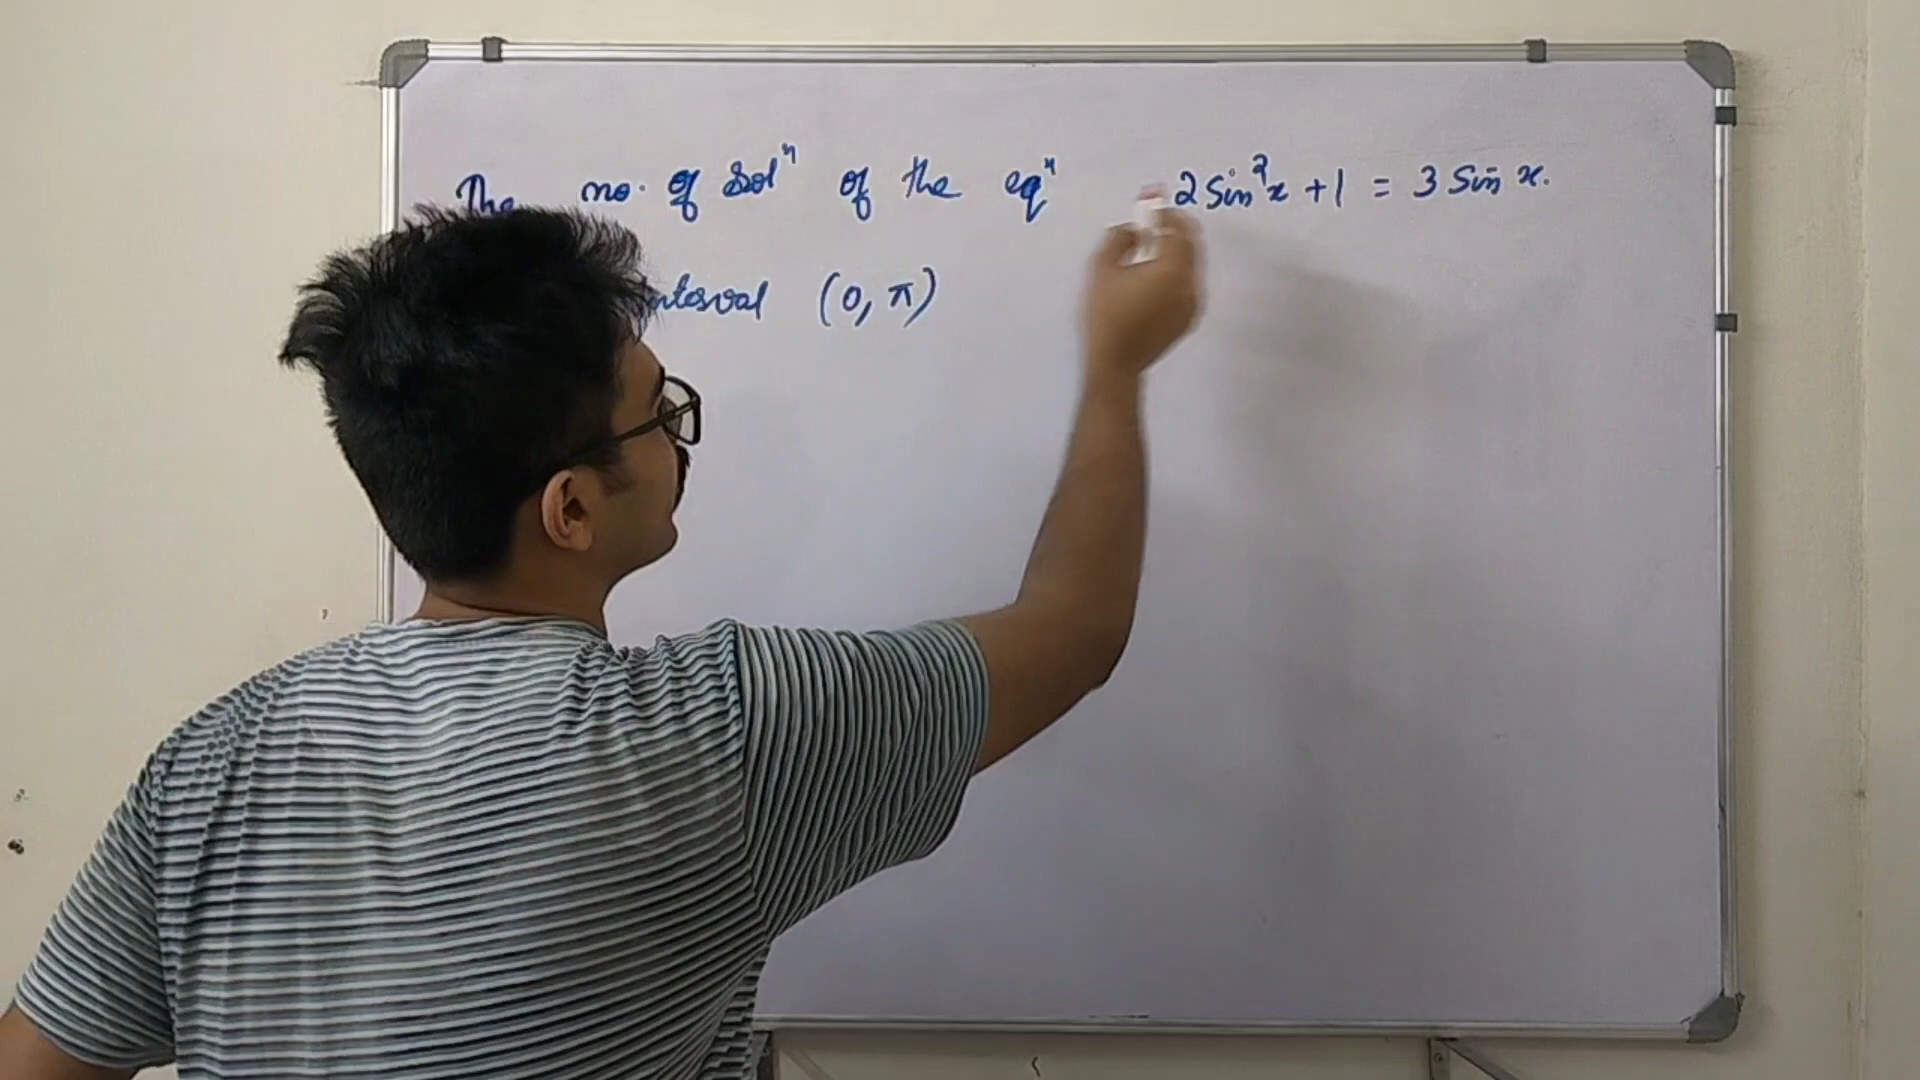 The no. of Solⁿ of the eqⁿ 2 Sin²x + 1 = 3 Sin x.
interval (0, π)